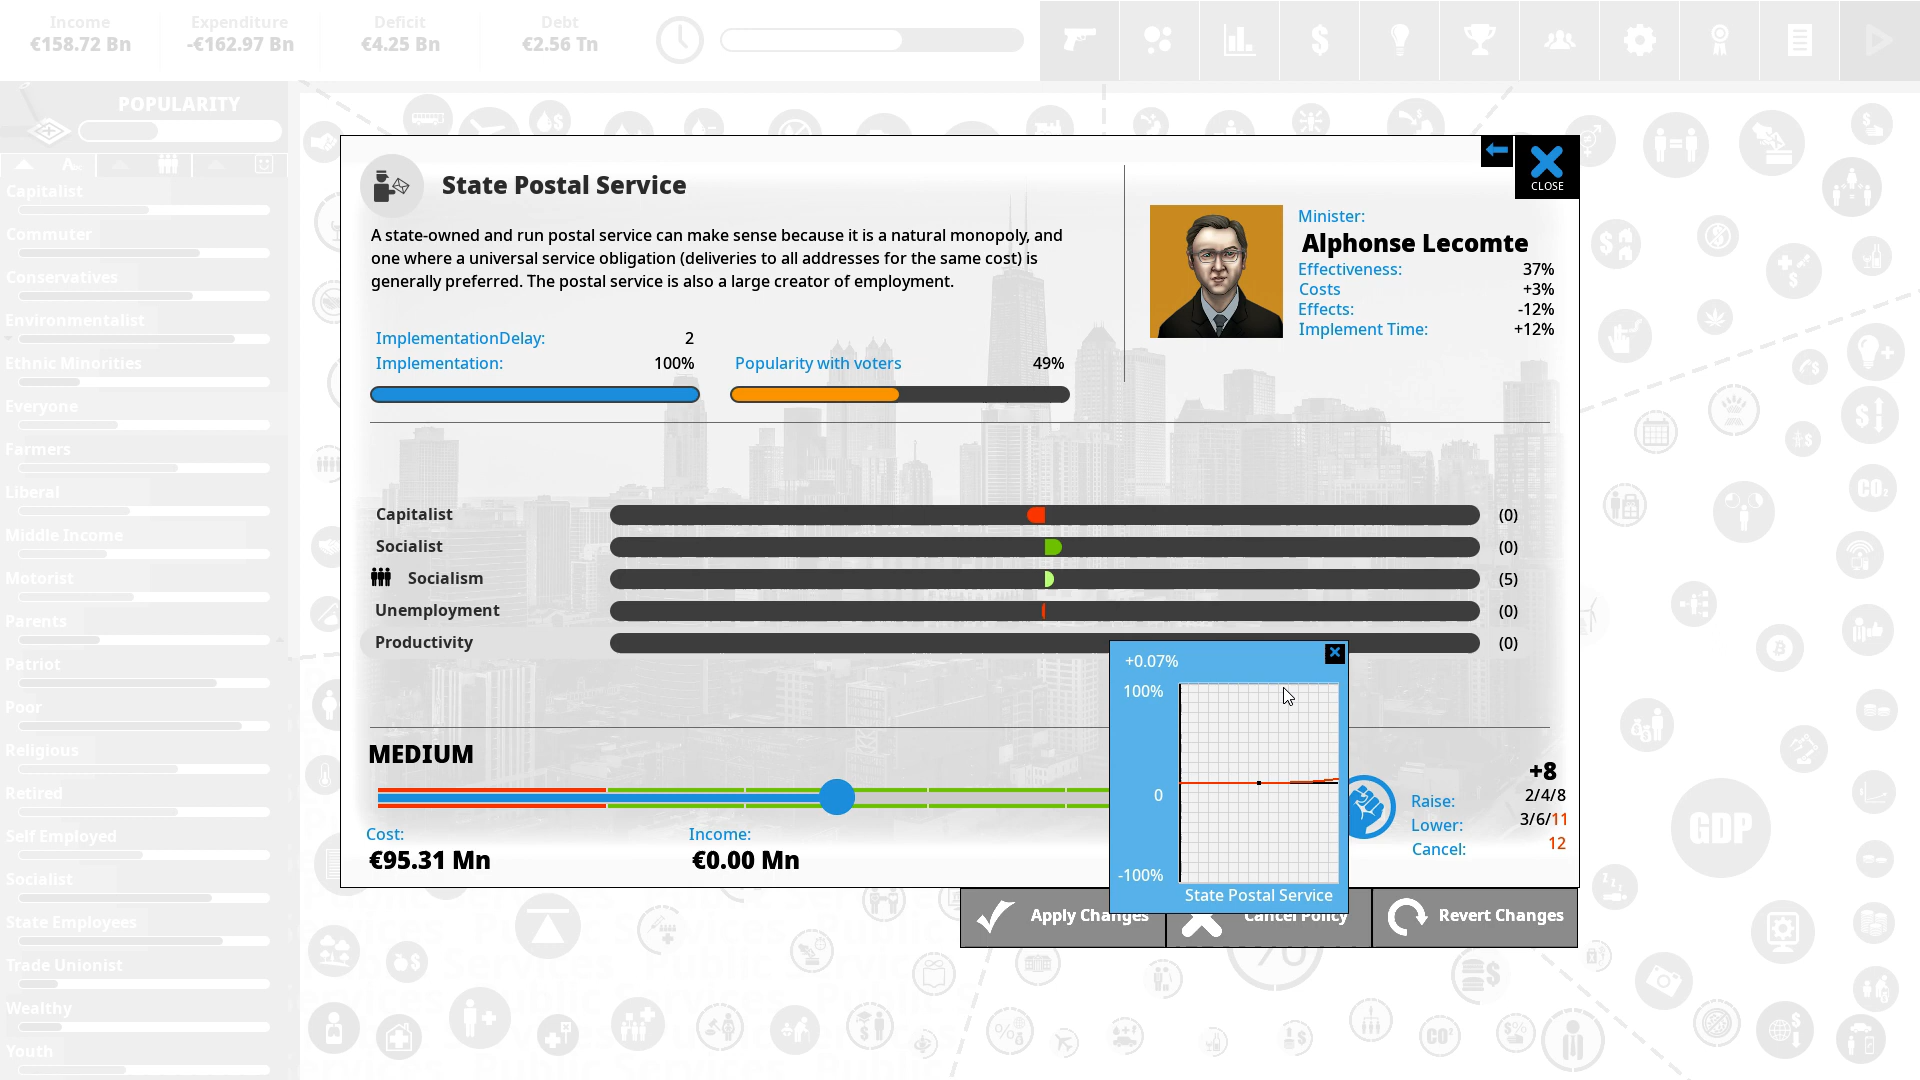 Income
€158.72 Bn
Expenditure
-€162.97 Bn
Deficit
€4.25 Bn
Debt
€2.56 Tn
POPULARITY
Capitalist
Commuter
Conservatives
Environmentalist
Ethnic Minorities
Everyone
Farmers
Liberal
Middle Income
Motorist
Parents
Patriot
Poor
Religious
Retired
Self Employed
Socialist
State Employees
Trade Unionist
Wealthy
Youth
State Postal Service
A state-owned and run postal service can make sense because it is a natural monopoly, and
one where a universal service obligation (deliveries to all addresses for the same cost) is
generally preferred. The postal service is also a large creator of employment.
ImplementationDelay: 2
Implementation: 100%
Popularity with voters 49%
CLOSE
Minister:
Alphonse Lecomte
Effectiveness: 37%
Costs +3%
Effects: -12%
Implement Time: +12%
Capitalist (0)
Socialist (0)
Socialism (5)
Unemployment (0)
Productivity (0)
+0.07%
100%
0
-100%
State Postal Service
MEDIUM
Cost:
€95.31 Mn
Income:
€0.00 Mn
+8
Raise: 2/4/8
Lower: 3/6/11
Cancel: 12
Apply Changes
Cancel Policy
Revert Changes
GDP
CO₂
CO²